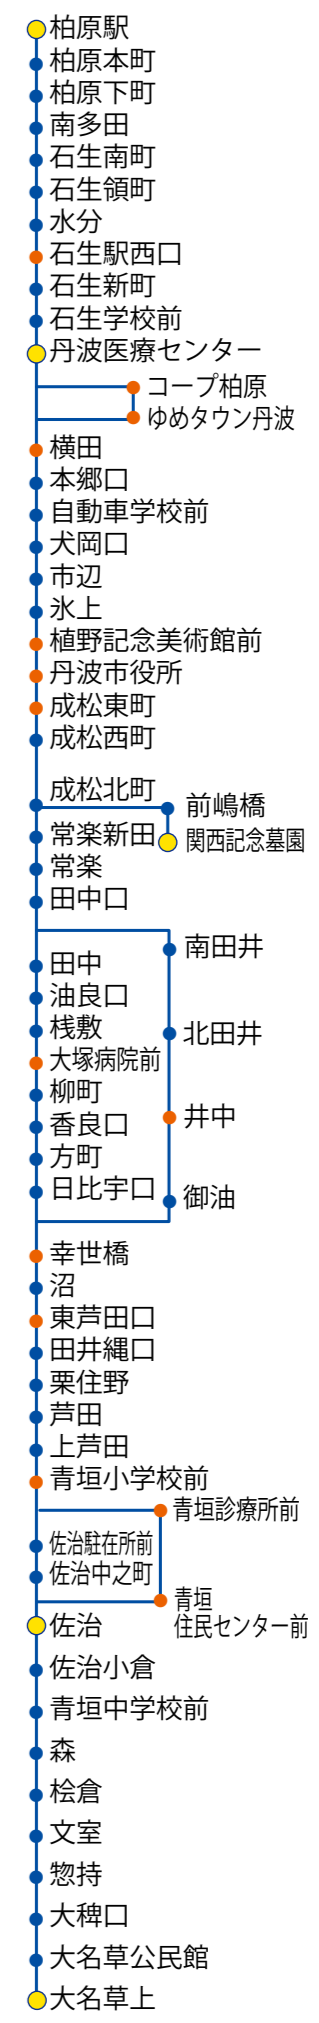 柏原駅
柏原本町
柏原下町
南多田
石生南町
石生領町
水分
石生駅西口
石生新町
石生学校前
丹波医療センター
コープ柏原
ゆめタウン丹波
横田
本郷口
自動車学校前
犬岡口
市辺
氷上
植野記念美術館前
丹波市役所
成松東町
成松西町
成松北町
前嶋橋
常楽新田
関西記念墓園
常楽
田中口
南田井
田中
油良口
北田井
桟敷
大塚病院前
柳町
井中
香良口
方町
日比宇口
御油
幸世橋
沼
東芦田口
田井縄口
栗住野
芦田
上芦田
青垣小学校前
青垣診療所前
佐治駐在所前
佐治中之町
青垣
住民センター前
佐治
佐治小倉
青垣中学校前
森
桧倉
文室
惣持
大稗口
大名草公民館
大名草上